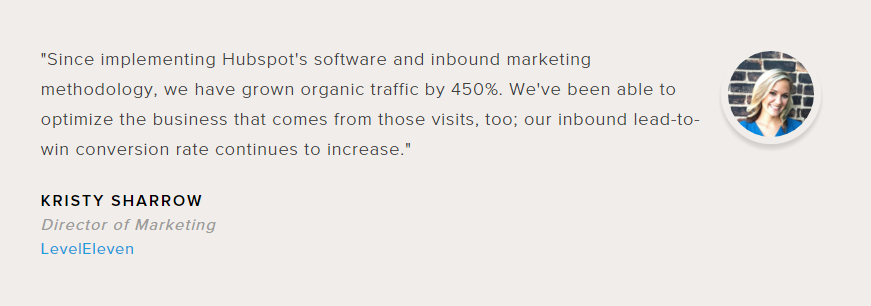 "Since implementing Hubspot's software and inbound marketing
methodology, we have grown organic traffic by 450%. We've been able to
optimize the business that comes from those visits, too; our inbound lead-to-
win conversion rate continues to increase."
KRISTY SHARROW
Director of Marketing
LevelEleven